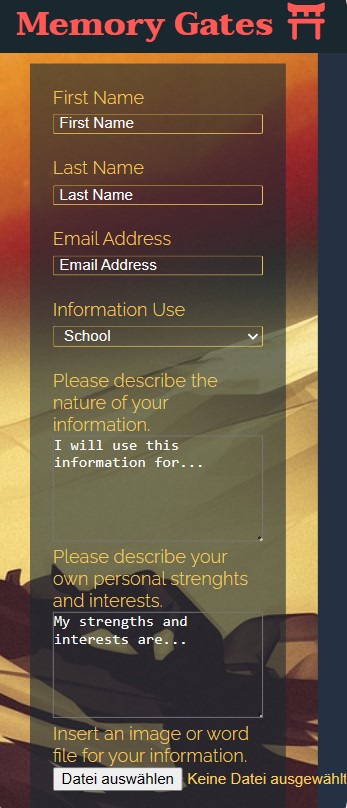 Memory Gates
First Name
First Name
Last Name
Last Name
Email Address
Email Address
Information Use
School
Please describe the
nature of your
information.
I will use this
information for...
Please describe your
own personal strenghts
and interests.
My strengths and
interests are...
Insert an image or word
file for your information.
Datei auswählen Keine Datei ausgewählt